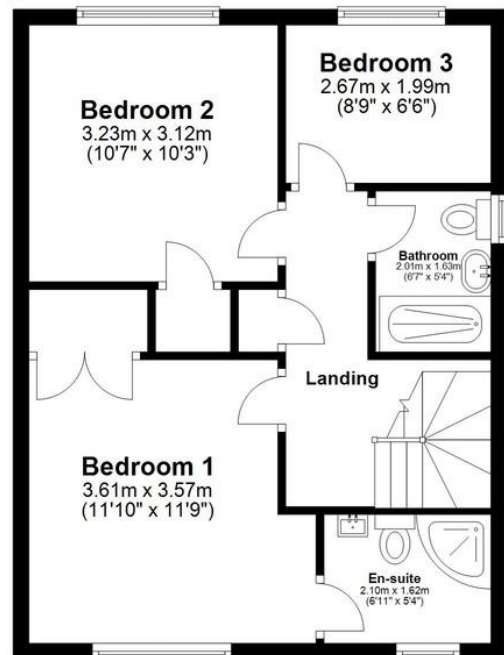 Bedroom 2
3.23m x 3.12m
(10'7" x 10'3")
Bedroom 3
2.67m x 1.99m
(8'9" x 6'6")
Bathroom
2.01m x 1.63m
(6'7" x 5'4")
Landing
Bedroom 1
3.61m x 3.57m
(11'10" x 11'9")
En-suite
2.10m x 1.62m
(6'11" x 5'4")